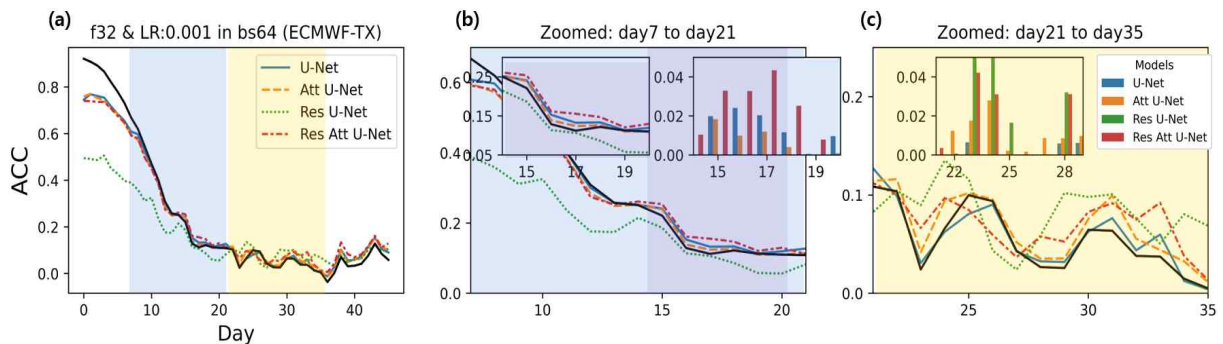 (a)
f32 & LR:0.001 in bs64 (ECMWF-TX)
ACC
0.8
0.6
0.4
0.2
0.0
U-Net
Att U-Net
Res U-Net
Res Att U-Net
0 10 20 30 40
Day
(b)
Zoomed: day7 to day21
0.6
0.4
0.2
0.0
0.25
0.15
0.05
15 17 19
0.04
0.02
0.00
15 17 19
10 15 20
(c)
Zoomed: day21 to day35
0.2
0.1
0.0
0.04
0.02
0.00
22 25 28
Models
U-Net
Att U-Net
Res U-Net
Res Att U-Net
25 30 35